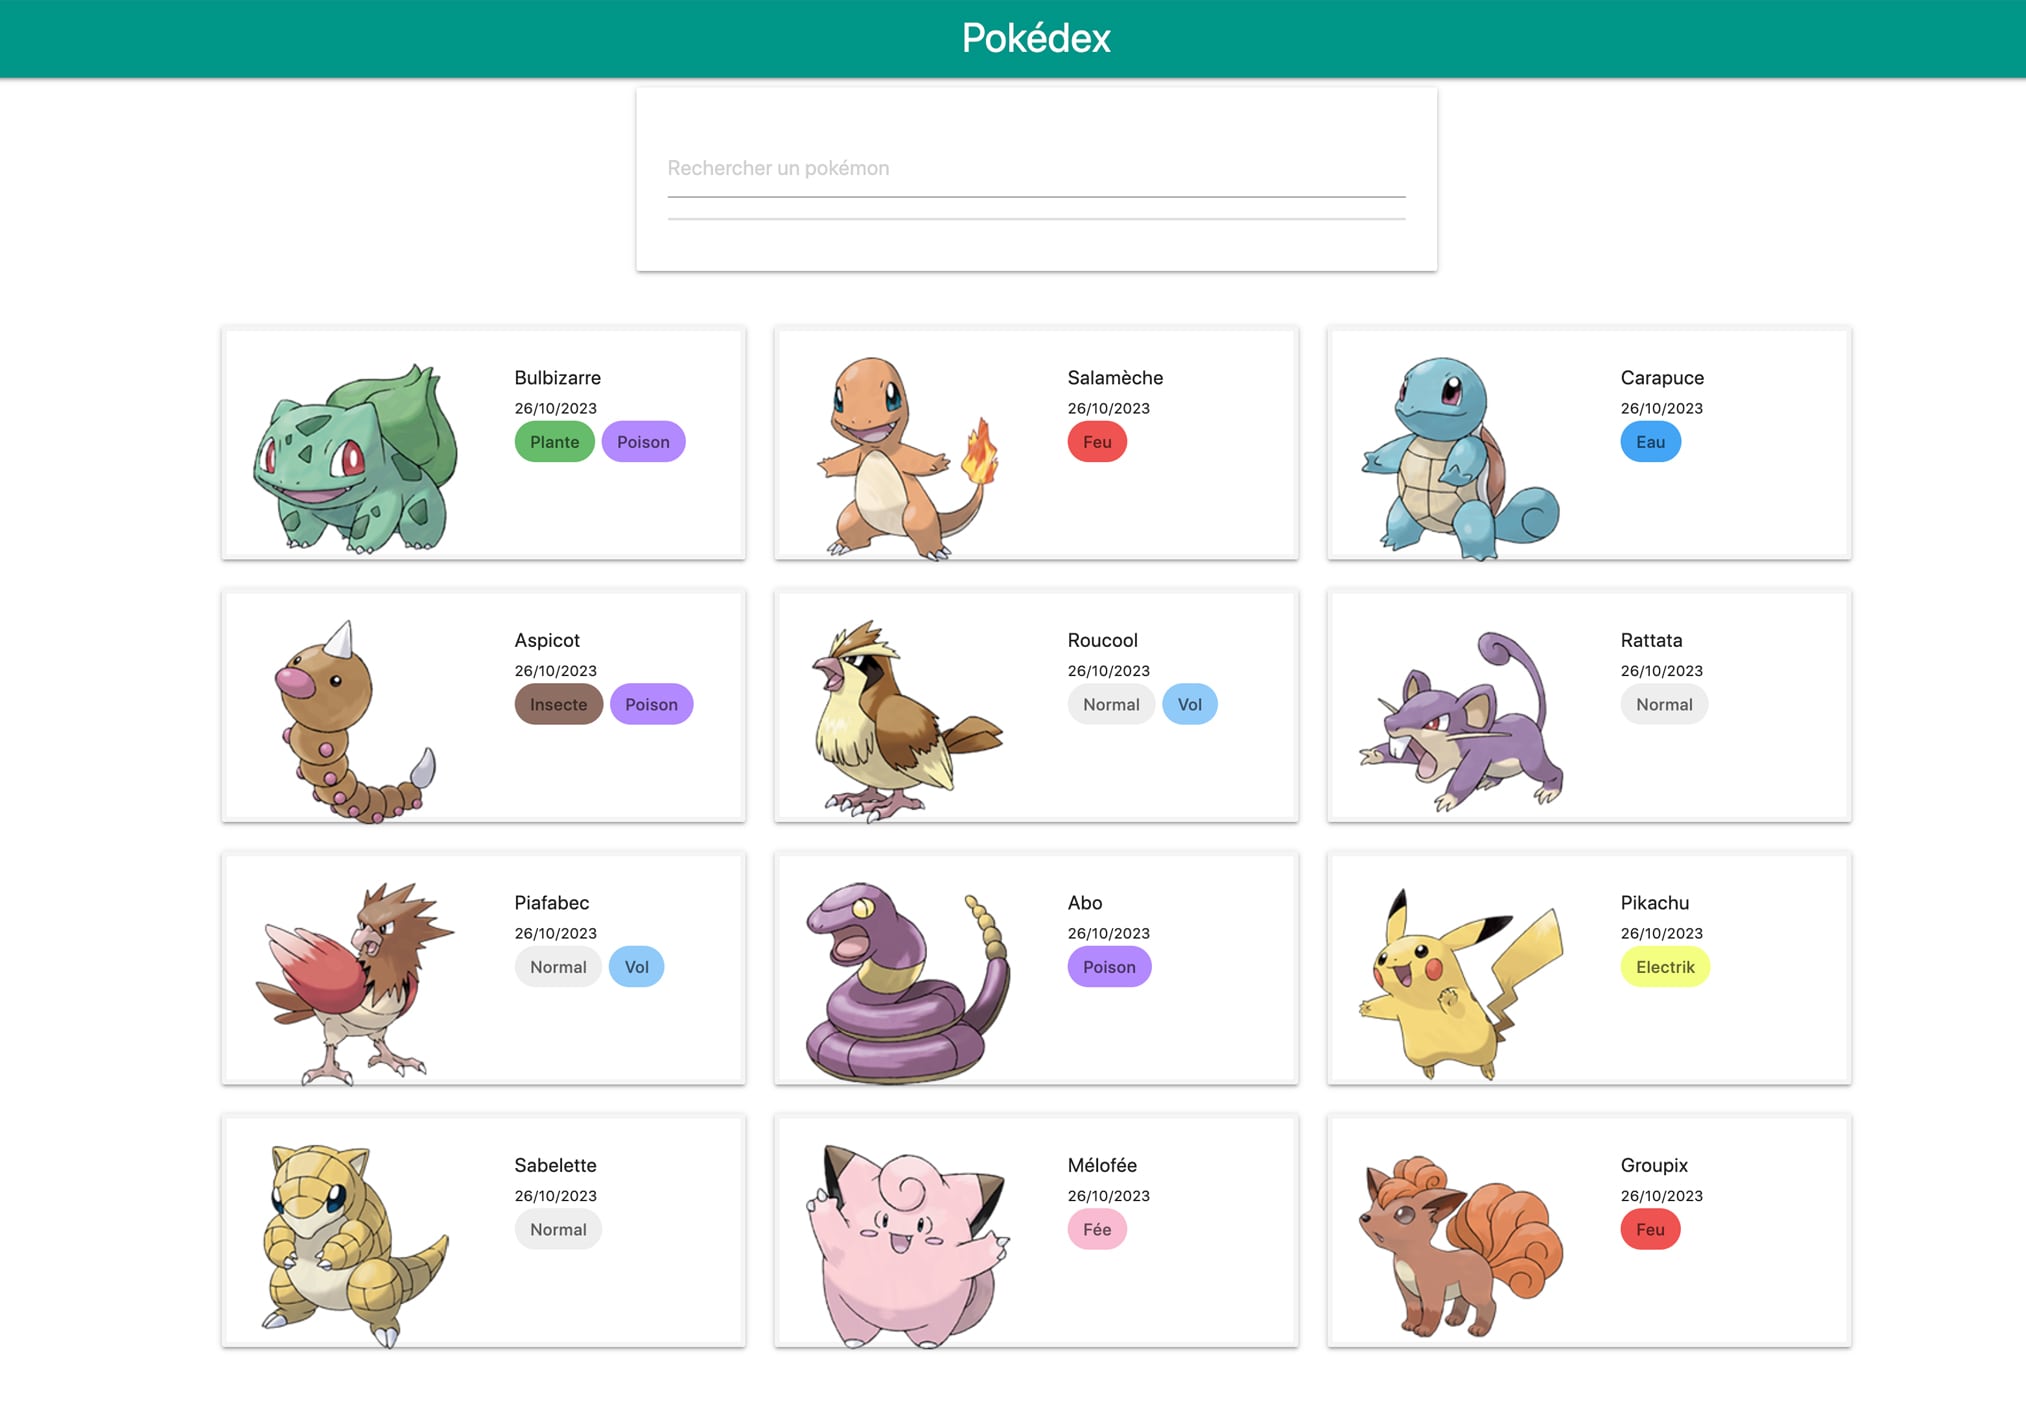 Pokédex
Rechercher un pokémon
Bulbizarre
26/10/2023
Plante Poison
Salamèche
26/10/2023
Feu
Carapuce
26/10/2023
Eau
Aspicot
26/10/2023
Insecte Poison
Roucool
26/10/2023
Normal Vol
Rattata
26/10/2023
Normal
Piafabec
26/10/2023
Normal Vol
Abo
26/10/2023
Poison
Pikachu
26/10/2023
Electrik
Sabelette
26/10/2023
Normal
Mélofée
26/10/2023
Fée
Groupix
26/10/2023
Feu